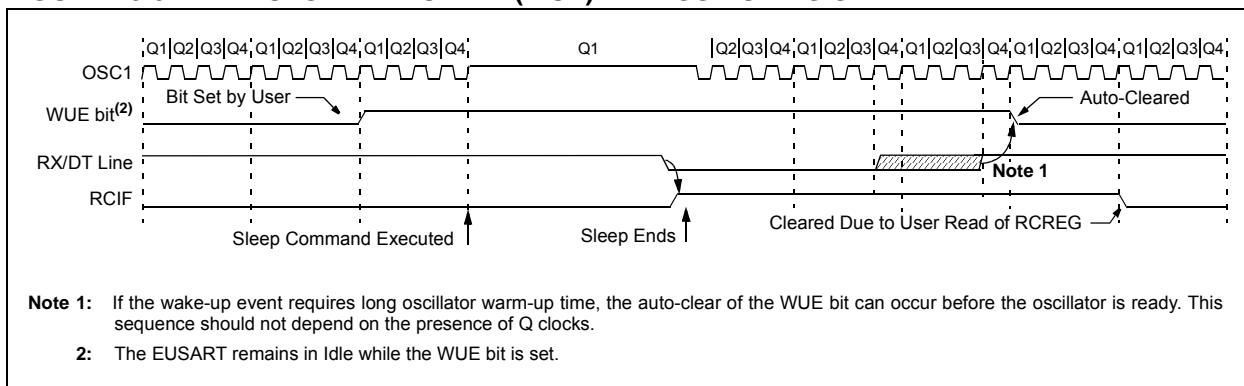 Q1 Q2 Q3 Q4 Q1 Q2 Q3 Q4 Q1 Q2 Q3 Q4 Q1 Q2 Q3 Q4 Q1 Q2 Q3 Q4 Q1 Q2 Q3 Q4 Q1 Q2 Q3 Q4
OSC1
Bit Set by User
Auto-Cleared
WUE bit(2)
RX/DT Line
Note 1
RCIF
Cleared Due to User Read of RCREG
Sleep Command Executed
Sleep Ends
Note 1: If the wake-up event requires long oscillator warm-up time, the auto-clear of the WUE bit can occur before the oscillator is ready. This
sequence should not depend on the presence of Q clocks.
2: The EUSART remains in Idle while the WUE bit is set.